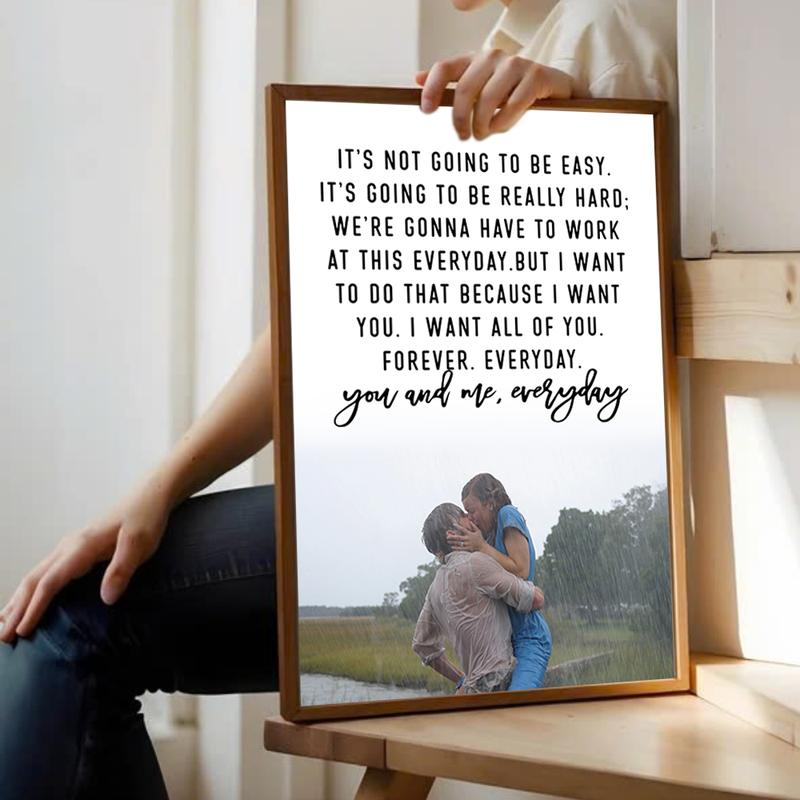 IT'S NOT GOING TO BE EASY.
IT'S GOING TO BE REALLY HARD;
WE'RE GONNA HAVE TO WORK
AT THIS EVERYDAY.BUT I WANT
TO DO THAT BECAUSE I WANT
YOU. I WANT ALL OF YOU.
FOREVER. EVERYDAY.
you and me, everyday